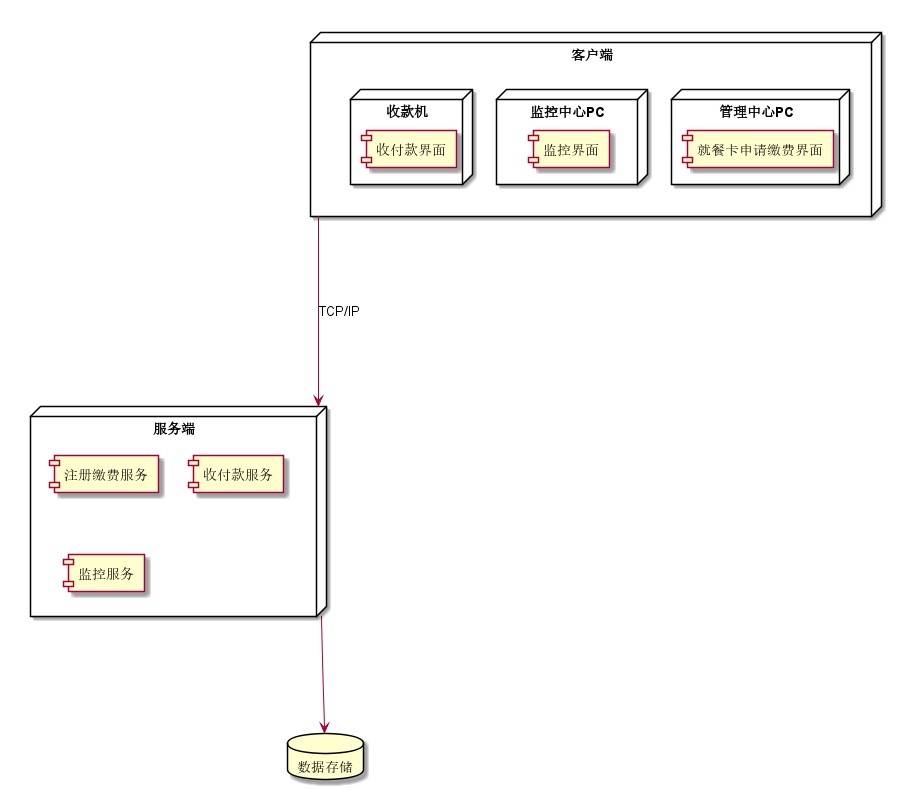 客户端
收款机
监控中心PC
管理中心PC
收付款界面
监控界面
就餐卡申请缴费界面
TCP/IP
服务端
注册缴费服务
收付款服务
监控服务
数据存储